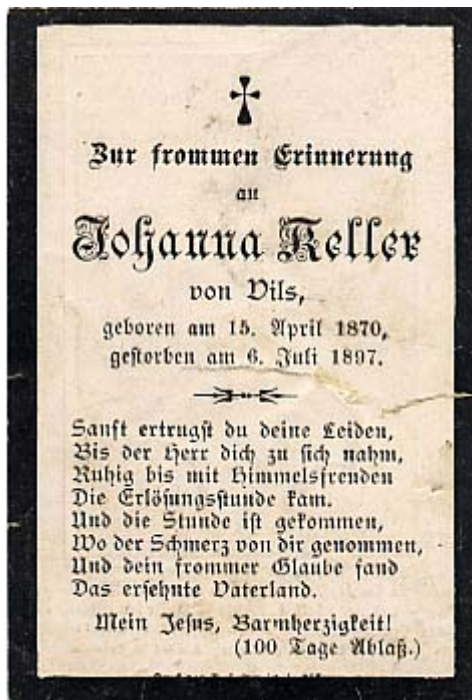 Zur frommen Erinnerung
an
Johanna Keller
von Vils,
geboren am 15. April 1870,
gestorben am 6. Juli 1897.
Sanft ertrugst du deine Leiden,
Bis der Herr dich zu sich nahm,
Ruhig bis mit Himmelsfreuden
Die Erlösungsstunde kam.
Und die Stunde ist gekommen,
Wo der Schmerz von dir genommen,
Und dein frommer Glaube fand
Das ersehnte Vaterland.
Mein Jesus, Barmherzigkeit!
(100 Tage Ablaß.)